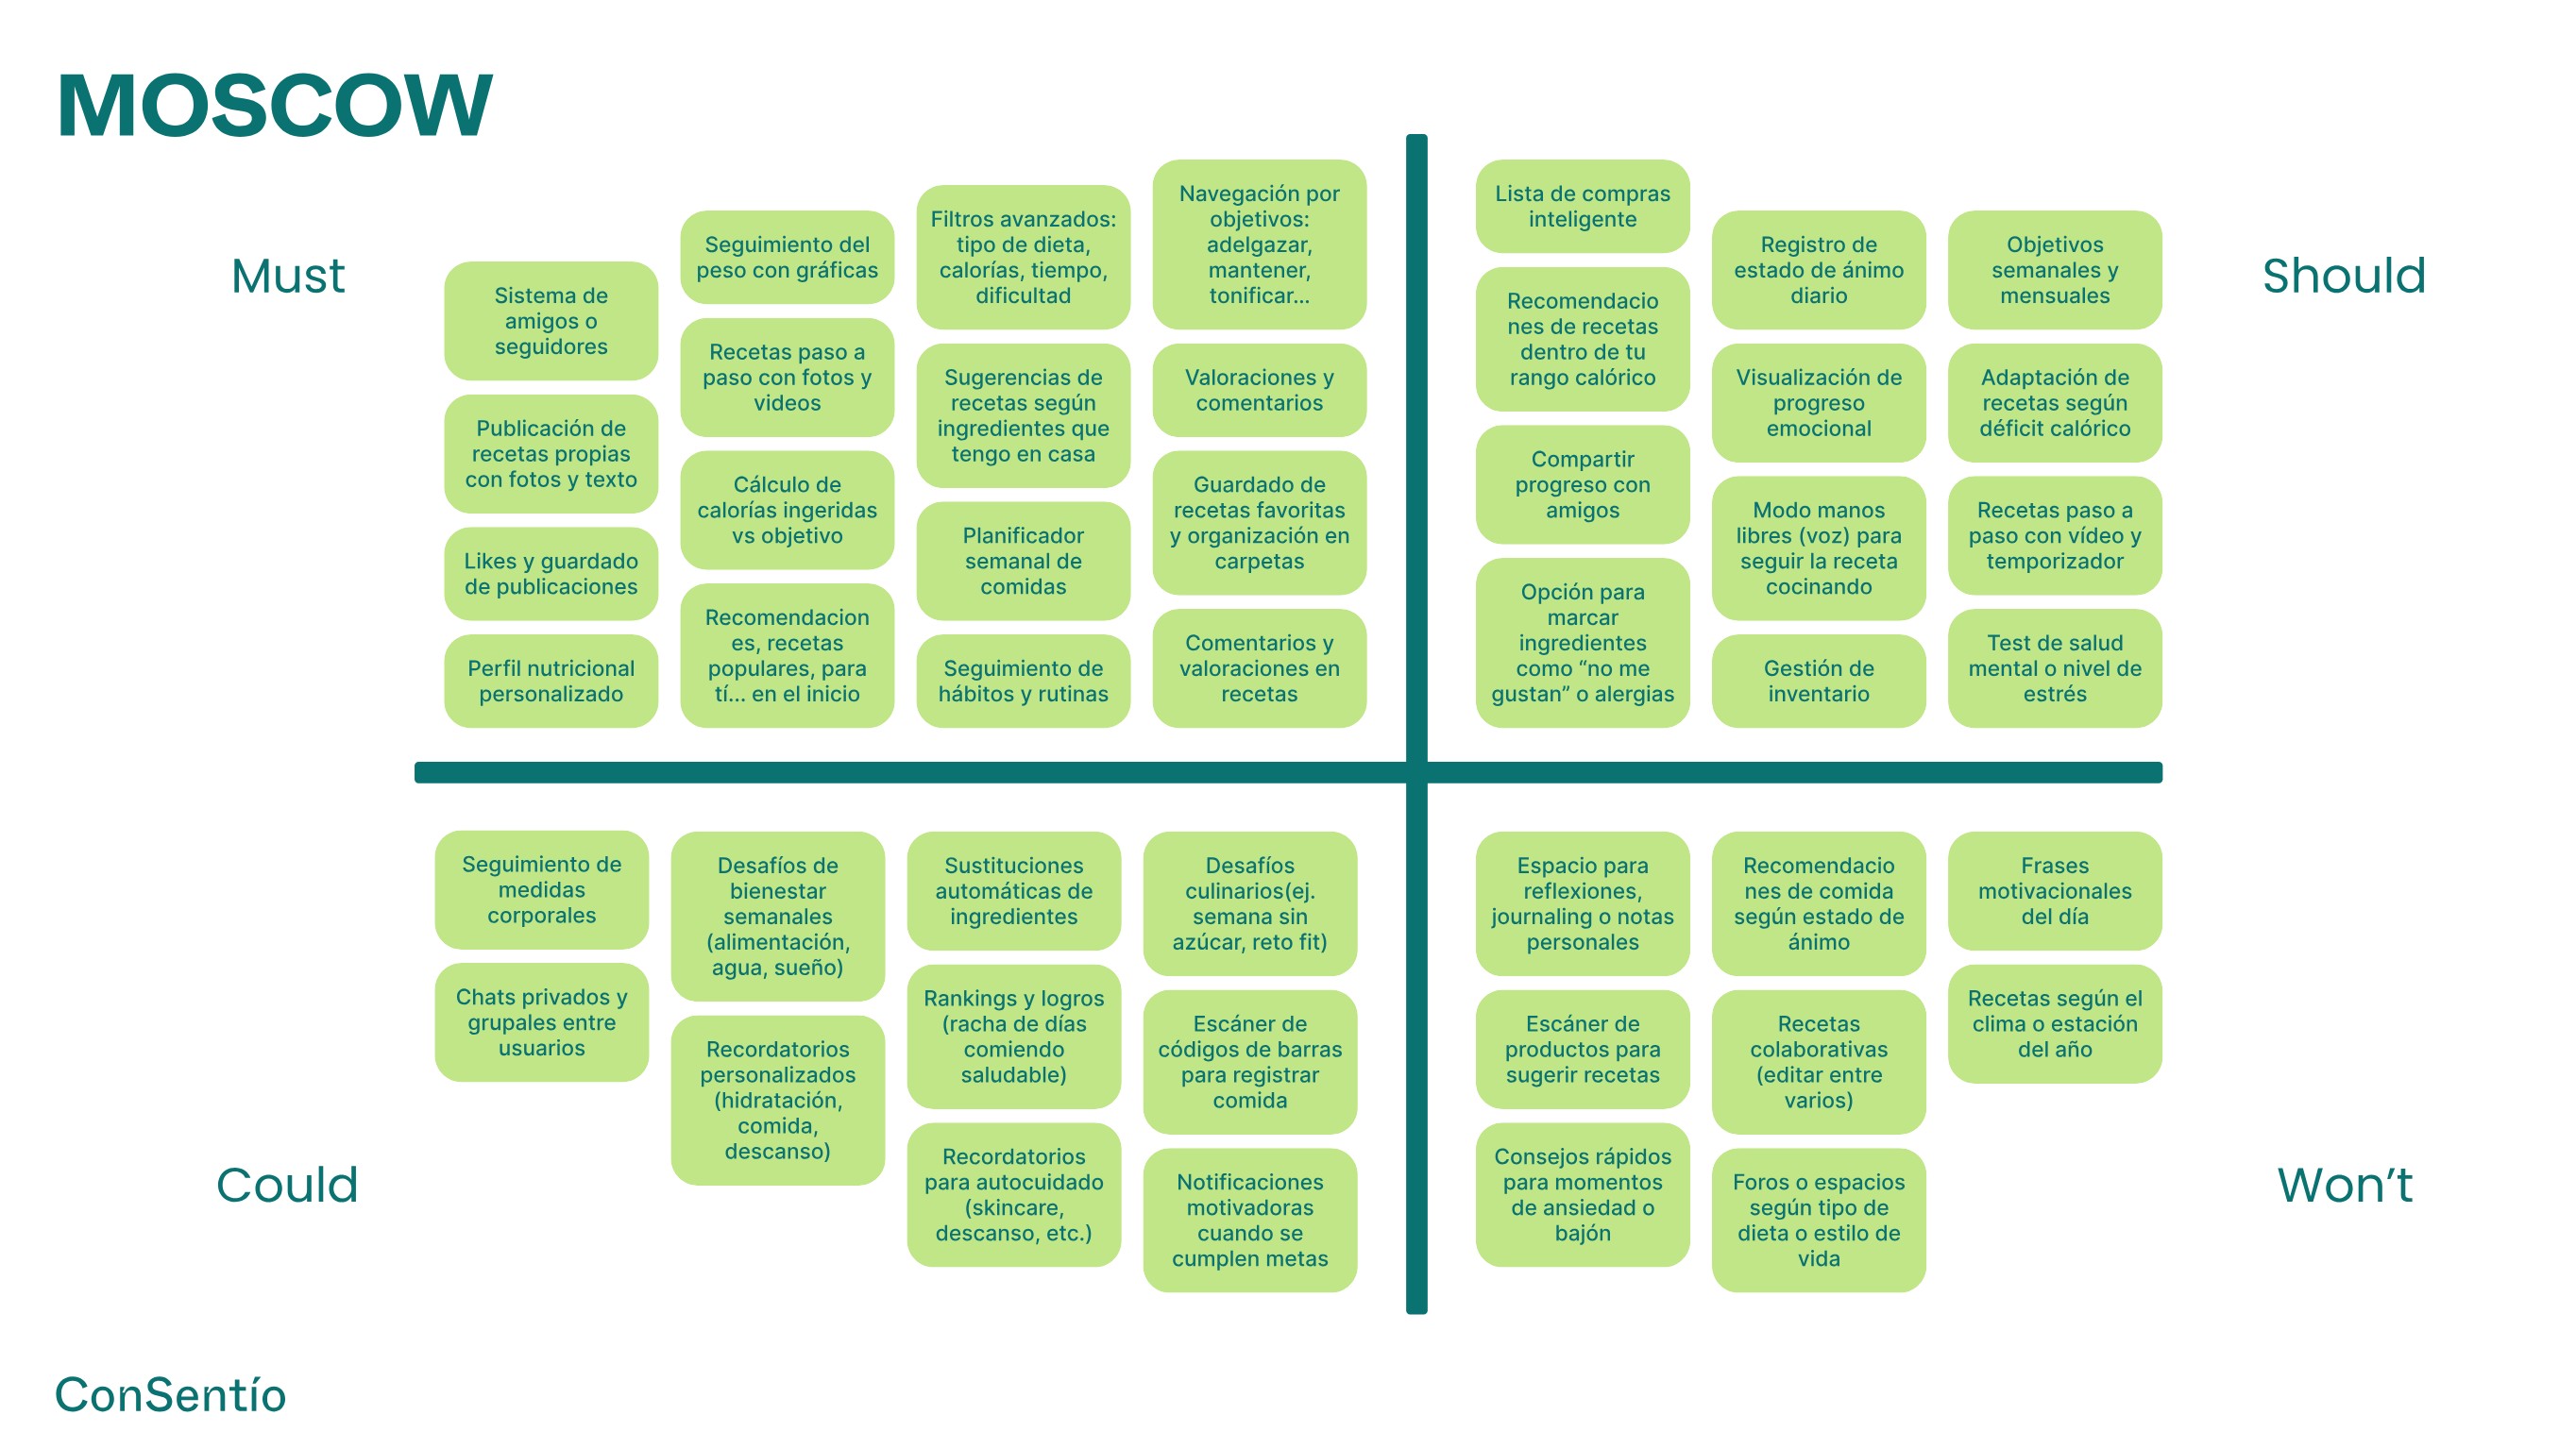 MOSCOW
Must
Sistema de
amigos o
seguidores
Publicación de
recetas propias
con fotos y texto
Likes y guardado
de publicaciones
Perfil nutricional
personalizado
Seguimiento del
peso con gráficas
Recetas paso a
paso con fotos y
videos
Cálculo de
calorías ingeridas
vs objetivo
Recomendacion
es, recetas
populares, para
tí... en el inicio
Filtros avanzados:
tipo de dieta,
calorías, tiempo,
dificultad
Sugerencias de
recetas según
ingredientes que
tengo en casa
Planificador
semanal de
comidas
Seguimiento de
hábitos y rutinas
Navegación por
objetivos:
adelgazar,
mantener,
tonificar...
Valoraciones y
comentarios
Guardado de
recetas favoritas
y organización en
carpetas
Comentarios y
valoraciones en
recetas
Should
Lista de compras
inteligente
Recomendacio
nes de recetas
dentro de tu
rango calórico
Compartir
progreso con
amigos
Opción para
marcar
ingredientes
como “no me
gustan” o alergias
Registro de
estado de ánimo
diario
Visualización de
progreso
emocional
Modo manos
libres (voz) para
seguir la receta
cocinando
Gestión de
inventario
Objetivos
semanales y
mensuales
Adaptación de
recetas según
déficit calórico
Recetas paso a
paso con vídeo y
temporizador
Test de salud
mental o nivel de
estrés
Could
Seguimiento de
medidas
corporales
Chats privados y
grupales entre
usuarios
Desafíos de
bienestar
semanales
(alimentación,
agua, sueño)
Recordatorios
personalizados
(hidratación,
comida,
descanso)
Sustituciones
automáticas de
ingredientes
Rankings y logros
(racha de días
comiendo
saludable)
Recordatorios
para autocuidado
(skincare,
descanso, etc.)
Desafíos
culinarios(ej.
semana sin
azúcar, reto fit)
Escáner de
códigos de barras
para registrar
comida
Notificaciones
motivadoras
cuando se
cumplen metas
Won’t
Espacio para
reflexiones,
journaling o notas
personales
Escáner de
productos para
sugerir recetas
Consejos rápidos
para momentos
de ansiedad o
bajón
Recomendacio
nes de comida
según estado de
ánimo
Recetas
colaborativas
(editar entre
varios)
Foros o espacios
según tipo de
dieta o estilo de
vida
Frases
motivacionales
del día
Recetas según el
clima o estación
del año
ConSentío